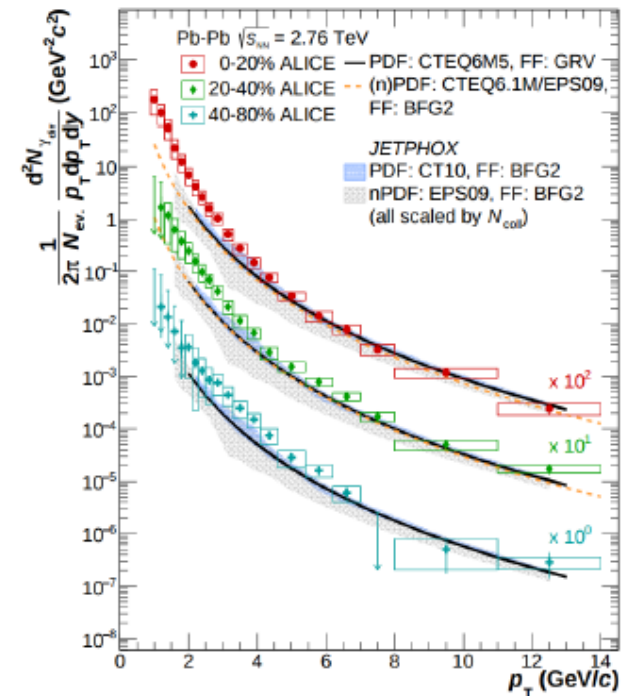 Pb-Pb √s_NN = 2.76 TeV
0-20% ALICE
20-40% ALICE
40-80% ALICE
PDF: CTEQ6M5, FF: GRV
(n)PDF: CTEQ6.1M/EPS09,
FF: BFG2
JETPHOX
PDF: CT10, FF: BFG2
nPDF: EPS09, FF: BFG2
(all scaled by N_coll)
1/(2π N_ev.) d²N_γdir/(p_T dp_T dy) (GeV⁻²c²)
10³
10²
10
1
10⁻¹
10⁻²
10⁻³
10⁻⁴
10⁻⁵
10⁻⁶
10⁻⁷
10⁻⁸
x 10²
x 10¹
x 10⁰
0 2 4 6 8 10 12 14
p_T (GeV/c)